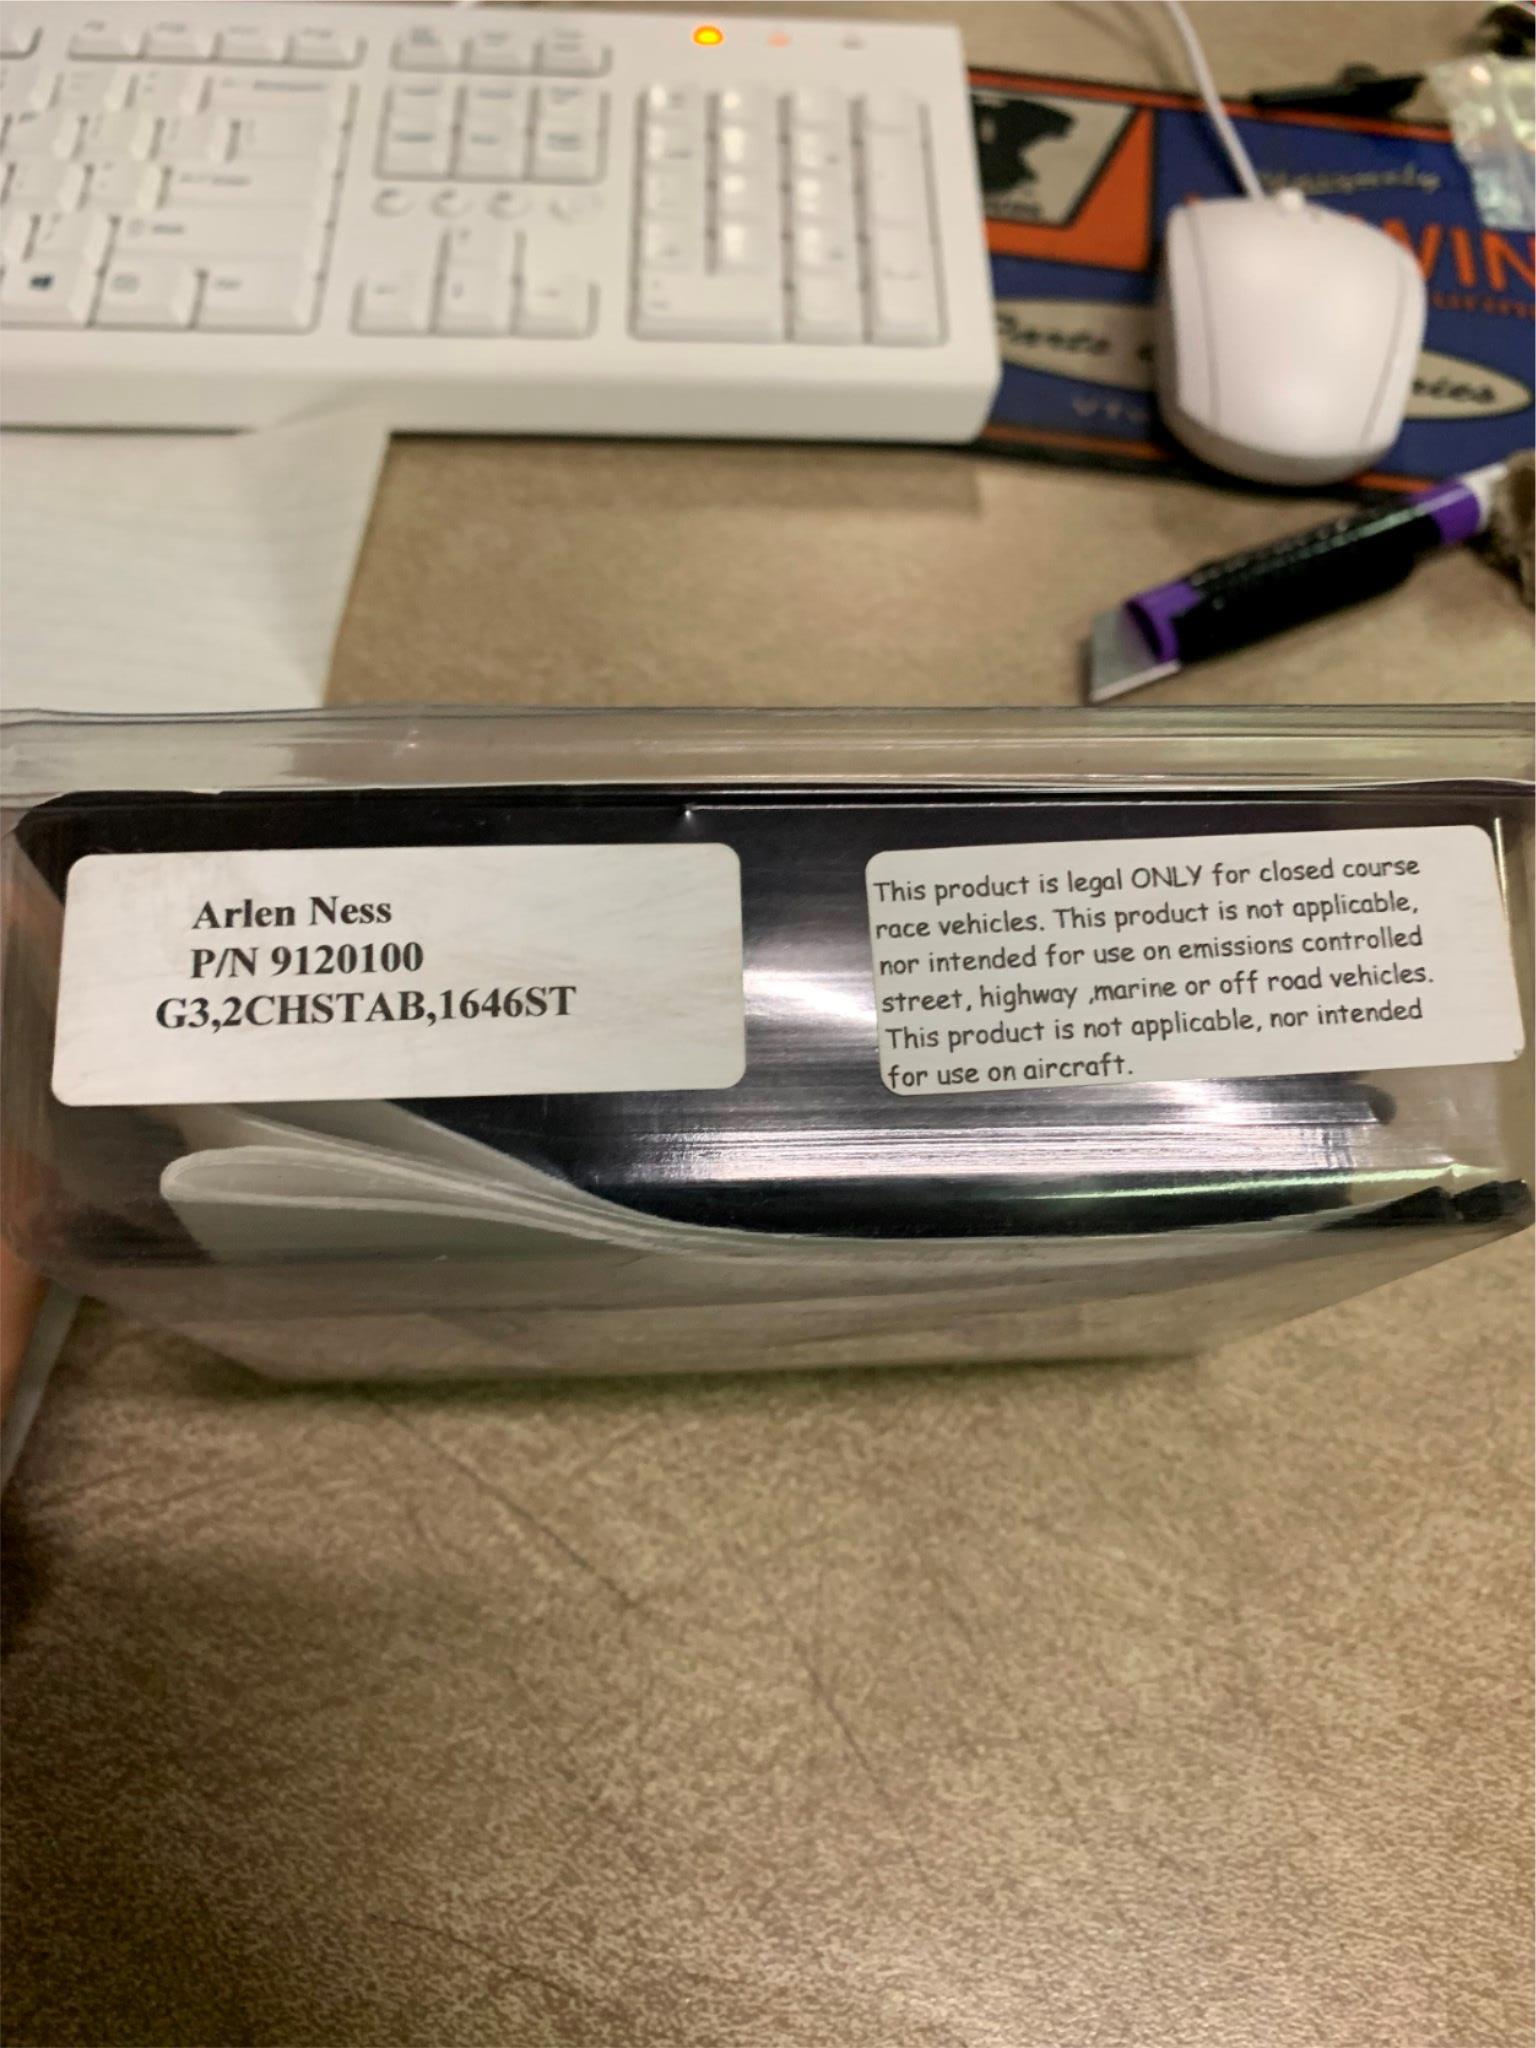 WIN
Arlen Ness
P/N 9120100
G3,2CHSTAB,1646ST
This product is legal ONLY for closed course
race vehicles. This product is not applicable,
nor intended for use on emissions controlled
street, highway ,marine or off road vehicles.
This product is not applicable, nor intended
for use on aircraft.